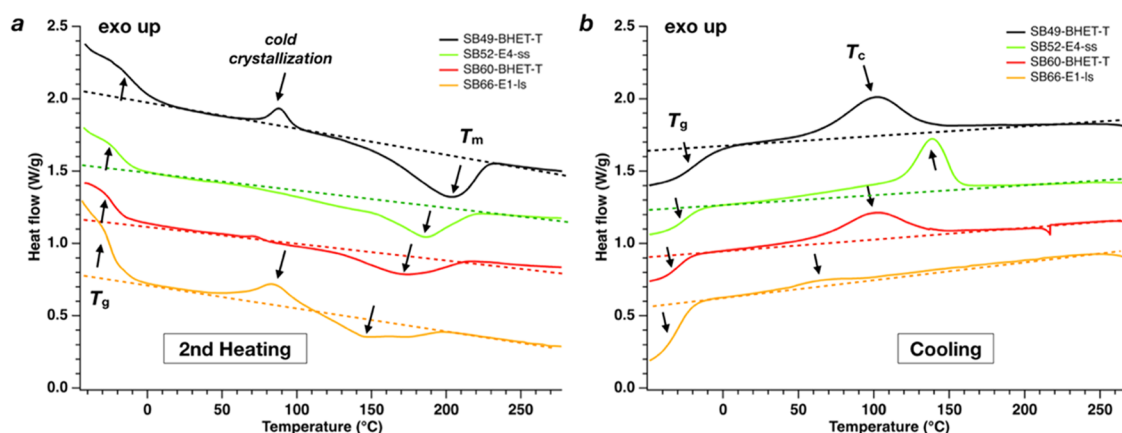 a
exo up
SB49-BHET-T
SB52-E4-ss
SB60-BHET-T
SB66-E1-ls
cold
crystallization
Tm
Tg
2nd Heating
Heat flow (W/g)
2.5
2.0
1.5
1.0
0.5
0.0
0 50 100 150 200 250
Temperature (°C)
b
exo up
SB49-BHET-T
SB52-E4-ss
SB60-BHET-T
SB66-E1-ls
Tc
Tg
Cooling
Heat flow (W/g)
2.5
2.0
1.5
1.0
0.5
0.0
0 50 100 150 200 250
Temperature (°C)